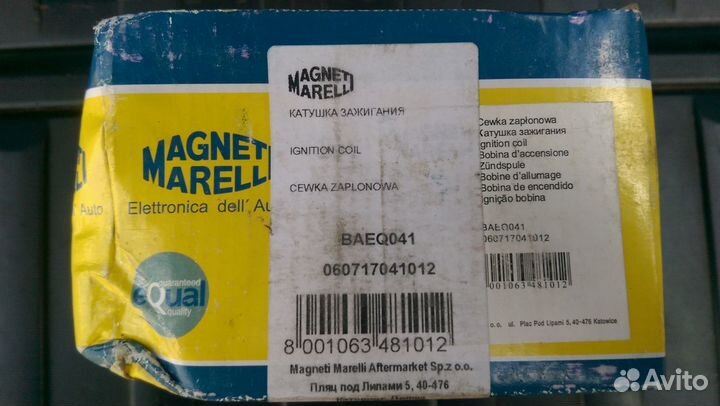 MAGNETI
MARELLI
Elettronica dell' Au
Auto
guaranteed
eQual
quality
MAGNETI
MARELLI
КАТУШКА ЗАЖИГАНИЯ
IGNITION COIL
CEWKA ZAPLONOWA
BAEQ041
060717041012
8 001063 481012
Magneti Marelli Aftermarket Sp.z o.o.
Пляц под Липами 5, 40-476
Cewka zapłonowa
Катушка зажигания
Ignition coil
Bobina d'accensione
Zündspule
Bobine d'allumage
Bobina de encendido
Ignição bobina
BAEQ041
060717041012
001063 481012
o. o. ul. Plac Pod Lipami 5, 40-476 Katowice
Avito